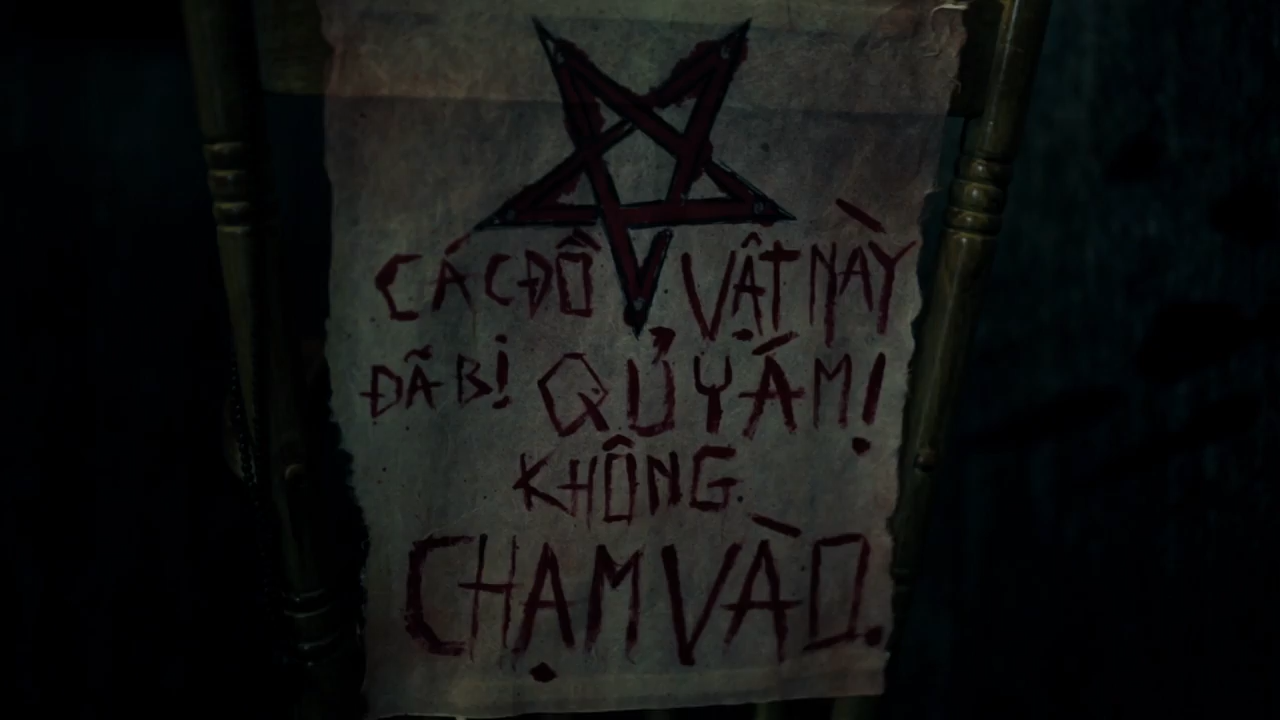 CÁC ĐỒ VẬT NÀY
ĐÃ BỊ QUỶ ÁM!
KHÔNG
CHẠM VÀO.